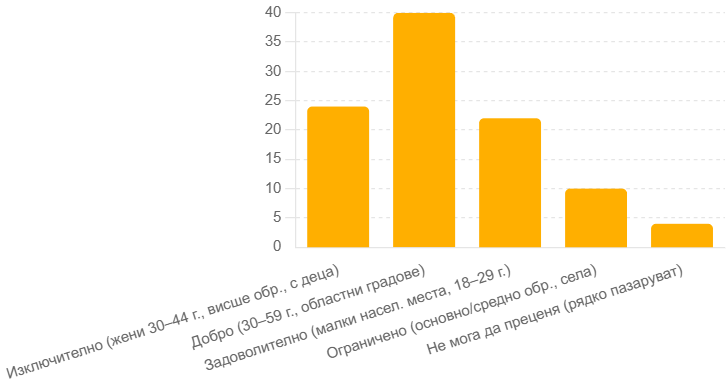 40
35
30
25
20
15
10
5
0
Изключително (жени 30–44 г., висше обр., с деца)
Добро (30–59 г., областни градове)
Задоволително (малки насел. места, 18–29 г.)
Ограничено (основно/средно обр., села)
Не мога да преценя (рядко пазаруват)